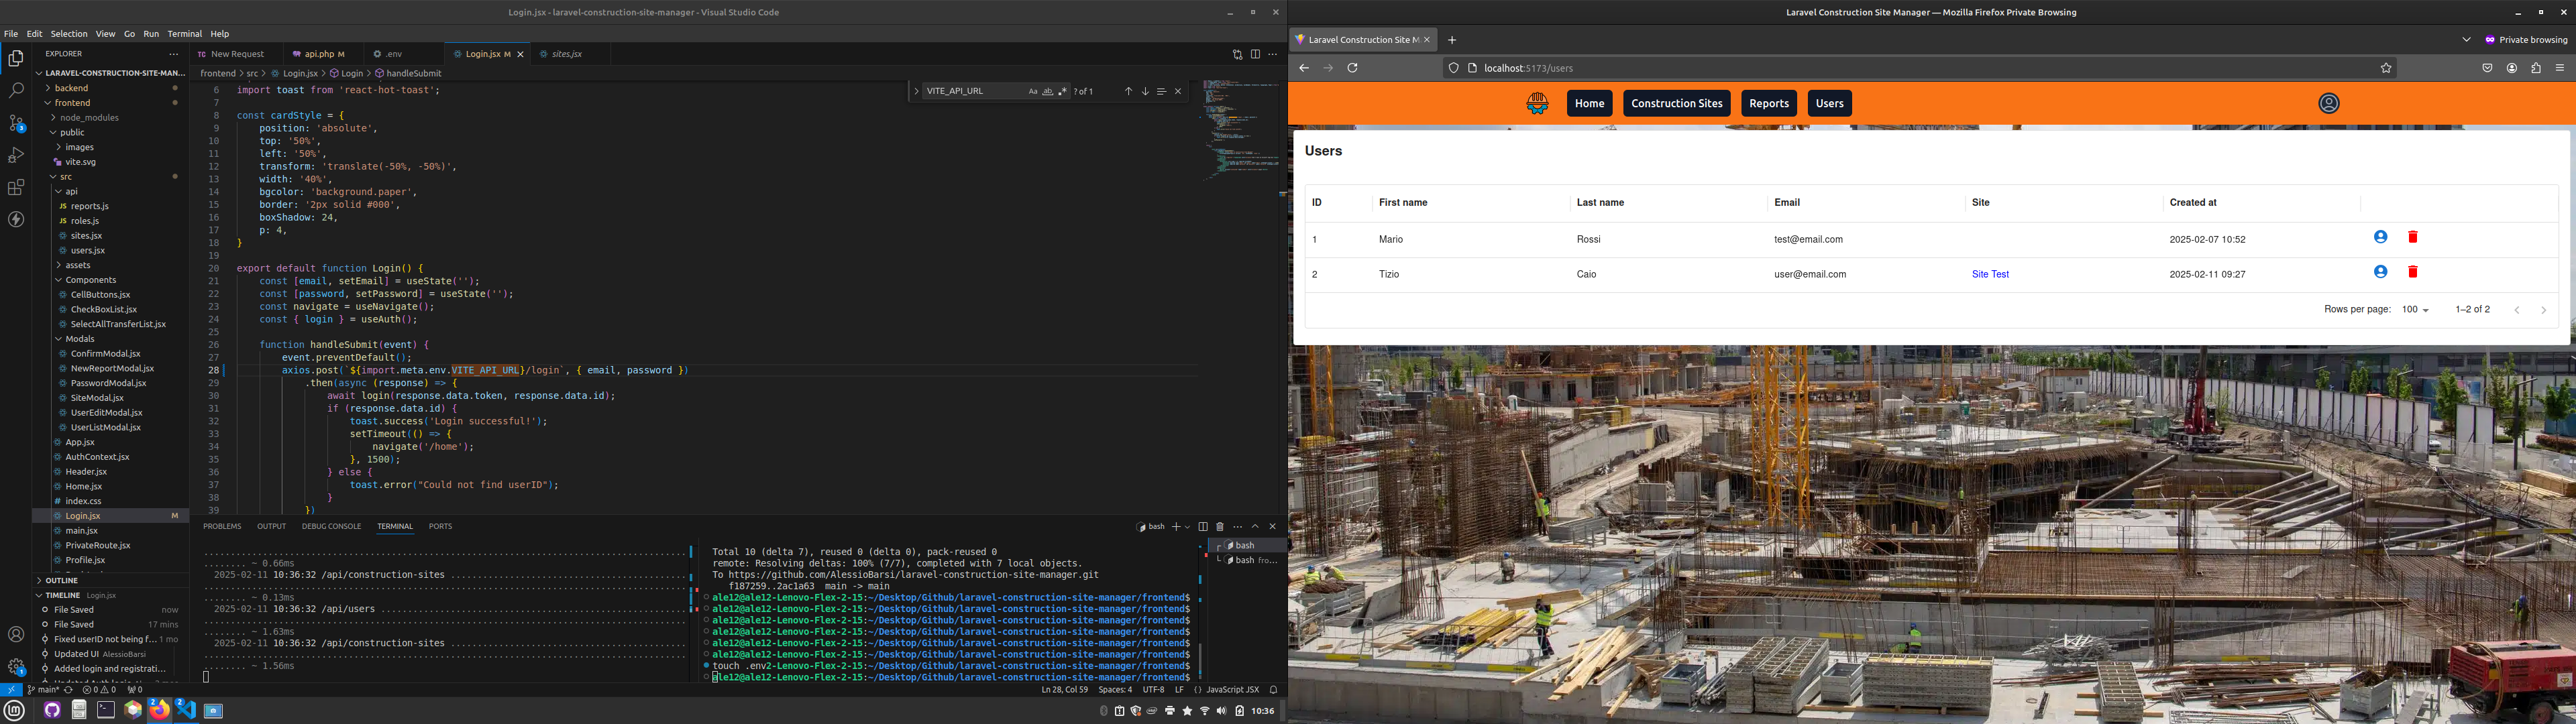 Login.jsx - laravel-construction-site-manager - Visual Studio Code
File Edit Selection View Go Run Terminal Help
EXPLORER
LARAVEL-CONSTRUCTION-SITE-MAN...
backend
frontend
node_modules
public
images
vite.svg
src
api
JS reports.js
JS roles.js
sites.jsx
users.jsx
assets
Components
CellButtons.jsx
CheckBoxList.jsx
SelectAllTransferList.jsx
Modals
ConfirmModal.jsx
NewReportModal.jsx
PasswordModal.jsx
SiteModal.jsx
UserEditModal.jsx
UserListModal.jsx
App.jsx
AuthContext.jsx
Header.jsx
Home.jsx
# index.css
Login.jsx M
main.jsx
PrivateRoute.jsx
Profile.jsx
OUTLINE
TIMELINE Login.jsx
File Saved now
File Saved 17 mins
Fixed userID not being f... 1 mo
Updated UI AlessioBarsi
Added login and registrati...
TC New Request
api.php M
.env
Login.jsx M
sites.jsx
frontend > src > Login.jsx > Login > handleSubmit
VITE_API_URL Aa ab ? of 1
6 import toast from 'react-hot-toast';
7
8 const cardStyle = {
9 position: 'absolute',
10 top: '50%',
11 left: '50%',
12 transform: 'translate(-50%, -50%)',
13 width: '40%',
14 bgcolor: 'background.paper',
15 border: '2px solid #000',
16 boxShadow: 24,
17 p: 4,
18 }
19
20 export default function Login() {
21 const [email, setEmail] = useState('');
22 const [password, setPassword] = useState('');
23 const navigate = useNavigate();
24 const { login } = useAuth();
25
26 function handleSubmit(event) {
27 event.preventDefault();
28 axios.post(`${import.meta.env.VITE_API_URL}/login`, { email, password })
29 .then(async (response) => {
30 await login(response.data.token, response.data.id);
31 if (response.data.id) {
32 toast.success('Login successful!');
33 setTimeout(() => {
34 navigate('/home');
35 }, 1500);
36 } else {
37 toast.error("Could not find userID");
38 }
39 })
PROBLEMS OUTPUT DEBUG CONSOLE TERMINAL PORTS
bash
........ ~ 0.66ms
2025-02-11 10:36:32 /api/construction-sites
........ ~ 0.13ms
2025-02-11 10:36:32 /api/users
........ ~ 1.63ms
2025-02-11 10:36:32 /api/construction-sites
........ ~ 1.56ms
Total 10 (delta 7), reused 0 (delta 0), pack-reused 0
remote: Resolving deltas: 100% (7/7), completed with 7 local objects.
To https://github.com/AlessioBarsi/laravel-construction-site-manager.git
f187259..2ac1a63 main -> main
ale12@ale12-Lenovo-Flex-2-15:~/Desktop/Github/laravel-construction-site-manager/frontend$
ale12@ale12-Lenovo-Flex-2-15:~/Desktop/Github/laravel-construction-site-manager/frontend$
ale12@ale12-Lenovo-Flex-2-15:~/Desktop/Github/laravel-construction-site-manager/frontend$
ale12@ale12-Lenovo-Flex-2-15:~/Desktop/Github/laravel-construction-site-manager/frontend$
ale12@ale12-Lenovo-Flex-2-15:~/Desktop/Github/laravel-construction-site-manager/frontend$
ale12@ale12-Lenovo-Flex-2-15:~/Desktop/Github/laravel-construction-site-manager/frontend$
touch .env2-Lenovo-Flex-2-15:~/Desktop/Github/laravel-construction-site-manager/frontend$
ale12@ale12-Lenovo-Flex-2-15:~/Desktop/Github/laravel-construction-site-manager/frontend$
bash
bash fro...
main* 0 0 0
Ln 28, Col 59 Spaces: 4 UTF-8 LF JavaScript JSX
10:36
Laravel Construction Site Manager — Mozilla Firefox Private Browsing
Laravel Construction Site M
Private browsing
localhost:5173/users
Home Construction Sites Reports Users
Users
ID First name Last name Email Site Created at
1 Mario Rossi test@email.com 2025-02-07 10:52
2 Tizio Caio user@email.com Site Test 2025-02-11 09:27
Rows per page: 100 1–2 of 2